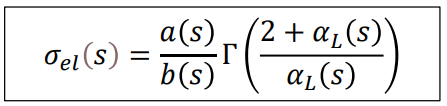 σ_el(s) = a(s)/b(s) Γ((2 + α_L(s))/α_L(s))